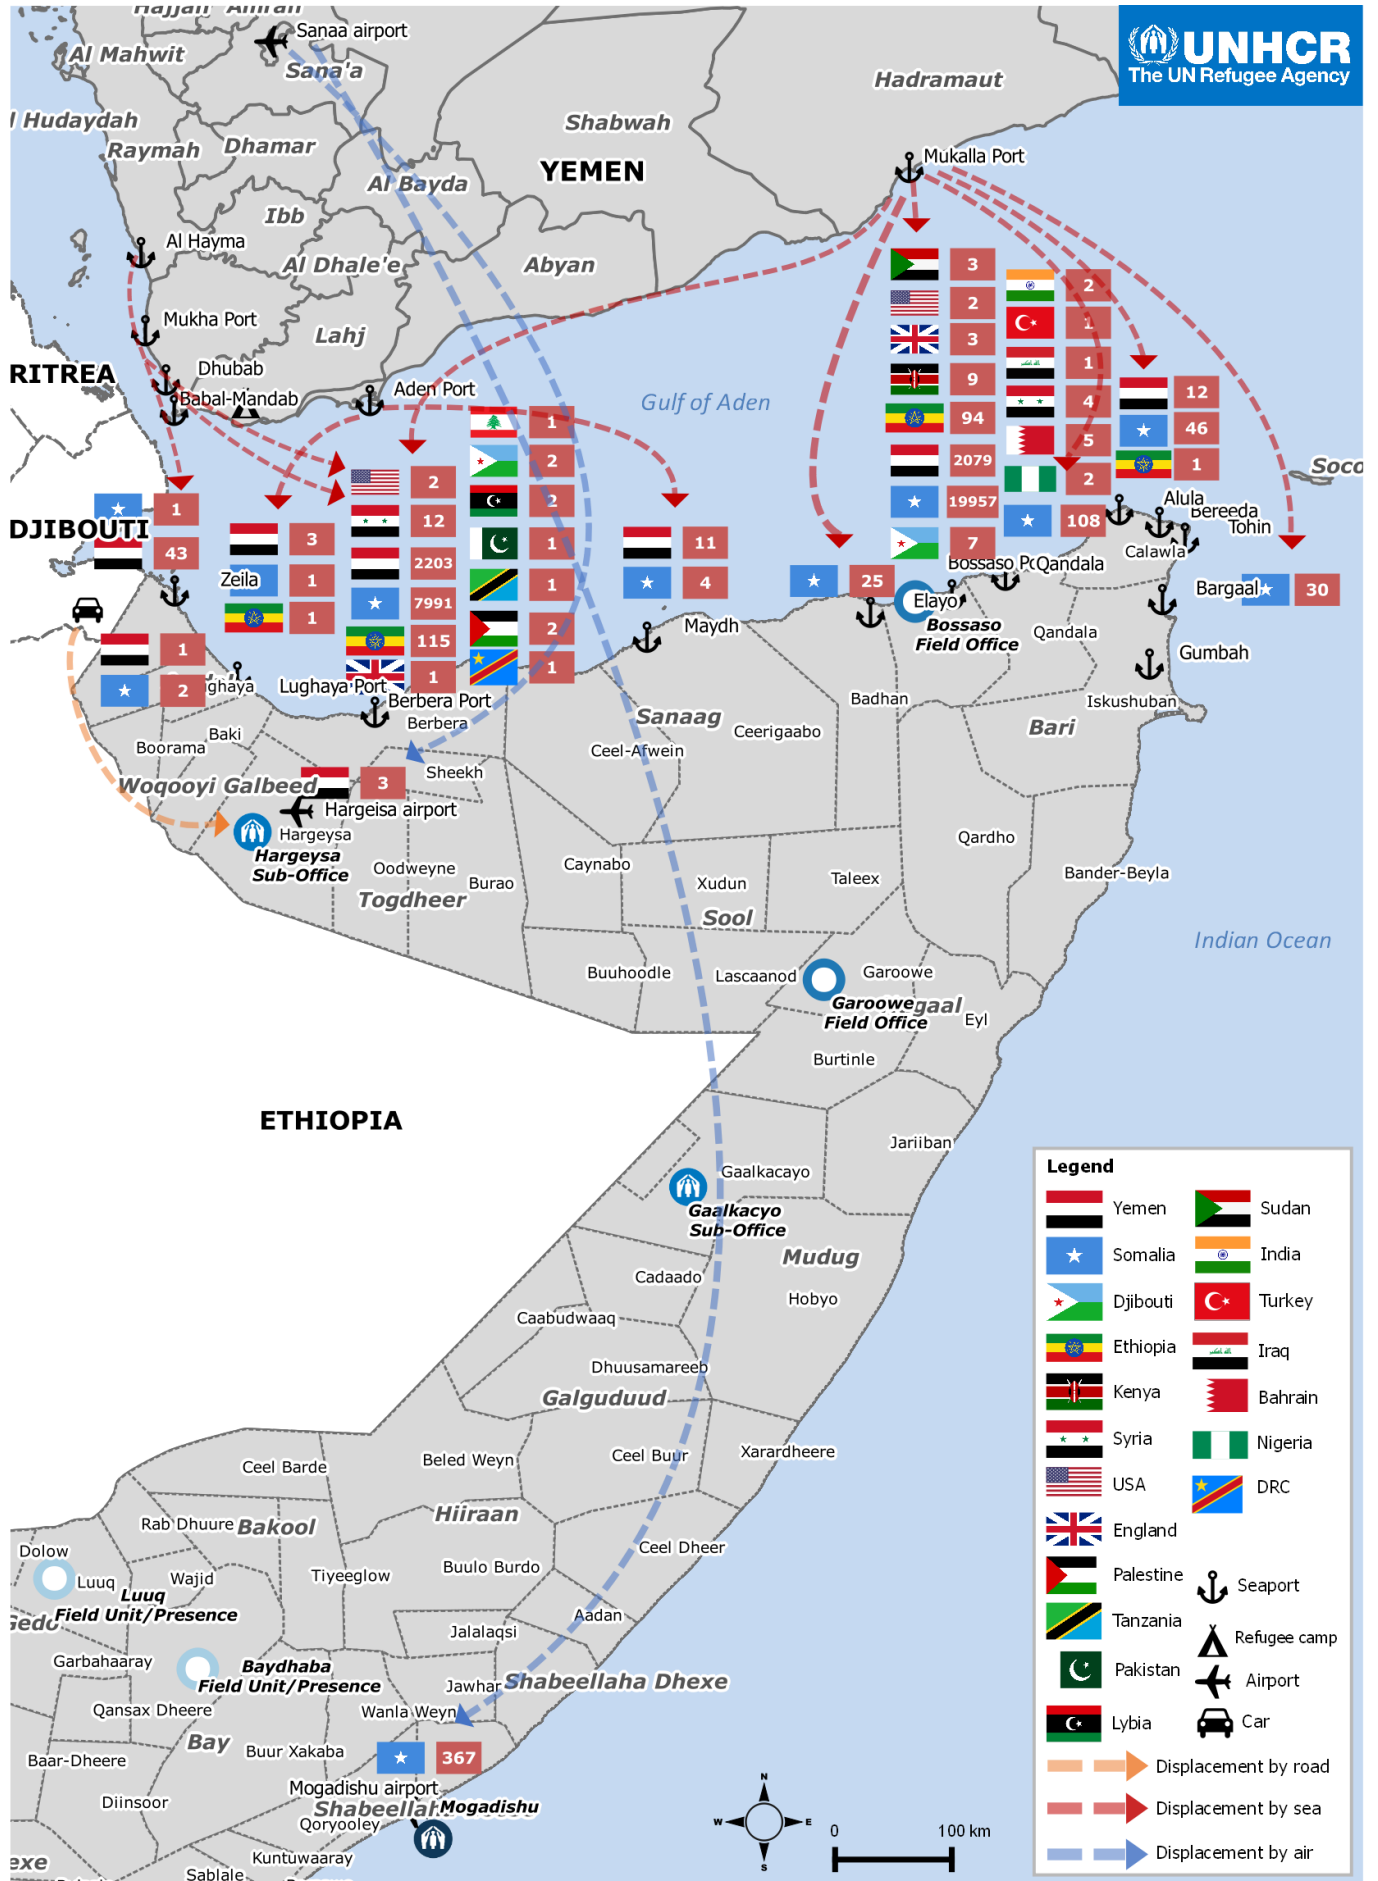 Hajjah Amran
Sanaa airport
Al Mahwit
Sana'a
Hadramaut
UNHCR
The UN Refugee Agency
Hudaydah
Raymah
Dhamar
Shabwah
YEMEN
Mukalla Port
Al Bayda
Ibb
Al Hayma
Al Dhale'e
Abyan
Mukha Port
Lahj
RITREA
Dhubab
Babal-Mandab
Aden Port
Gulf of Aden
3
2
3
9
94
2079
19957
7
2
1
1
4
5
2
108
12
46
1
Soco
1
2
2
1
1
2
1
2
12
2203
7991
115
1
1
43
DJIBOUTI
3
1
1
Zeila
11
4
25
30
Alula
Bereeda
Tohin
Calawla
Bossaso Po
Qandala
Bargaal
Elayo
Bossaso
Field Office
Maydh
1
2
ghaya
Lughaya Port
Berbera Port
Berbera
Qandala
Gumbah
Iskushuban
Bari
Badhan
Sanaag
Ceerigaabo
Ceel-Afwein
Baki
Boorama
Woqooyi Galbeed
Sheekh
3
Hargeisa airport
Hargeysa
Hargeysa
Sub-Office
Oodweyne
Burao
Togdheer
Caynabo
Xudun
Taleex
Sool
Qardho
Bander-Beyla
Indian Ocean
Buuhoodle
Lascaanod
Garoowe
Garoowe
Field Office
gaal
Eyl
Burtinle
ETHIOPIA
Jariiban
Gaalkacayo
Gaalkacyo
Sub-Office
Mudug
Cadaado
Hobyo
Caabudwaaq
Dhuusamareeb
Galguduud
Ceel Barde
Beled Weyn
Ceel Buur
Xarardheere
Hiiraan
Rab Dhuure
Bakool
Dolow
Luuq
Luuq
Field Unit/Presence
Gedo
Wajid
Tiyeeglow
Buulo Burdo
Ceel Dheer
Aadan
Jalalaqsi
Garbahaaray
Baydhaba
Field Unit/Presence
Jawhar
Shabeellaha Dhexe
Qansax Dheere
Wanla Weyn
Bay
Buur Xakaba
Baar-Dheere
367
Mogadishu airport
Diinsoor
Mogadishu
Qoryooley
Kuntuwaaray
exe
Sablale
N
W
E
S
0
100 km
Legend
Yemen
Sudan
Somalia
India
Djibouti
Turkey
Ethiopia
Iraq
Kenya
Bahrain
Syria
Nigeria
USA
DRC
England
Palestine
Seaport
Tanzania
Refugee camp
Pakistan
Airport
Lybia
Car
Displacement by road
Displacement by sea
Displacement by air